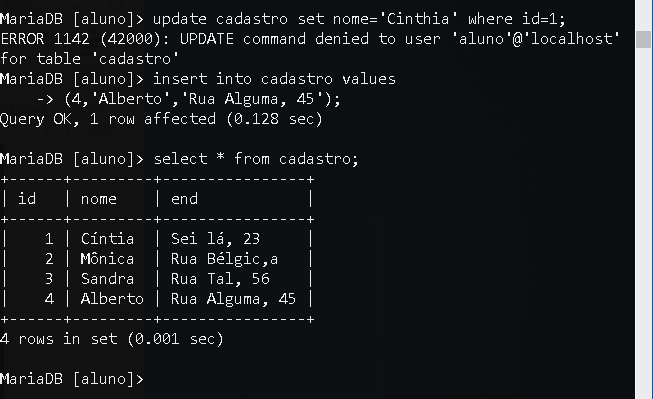 MariaDB [aluno]> update cadastro set nome='Cinthia' where id=1;
ERROR 1142 (42000): UPDATE command denied to user 'aluno'@'localhost'
for table 'cadastro'
MariaDB [aluno]> insert into cadastro values
    -> (4,'Alberto','Rua Alguma, 45');
Query OK, 1 row affected (0.128 sec)

MariaDB [aluno]> select * from cadastro;
+------+---------+----------------+
| id   | nome    | end            |
+------+---------+----------------+
|    1 | Cíntia  | Sei lá, 23     |
|    2 | Mônica  | Rua Bélgic,a   |
|    3 | Sandra  | Rua Tal, 56    |
|    4 | Alberto | Rua Alguma, 45 |
+------+---------+----------------+
4 rows in set (0.001 sec)

MariaDB [aluno]>